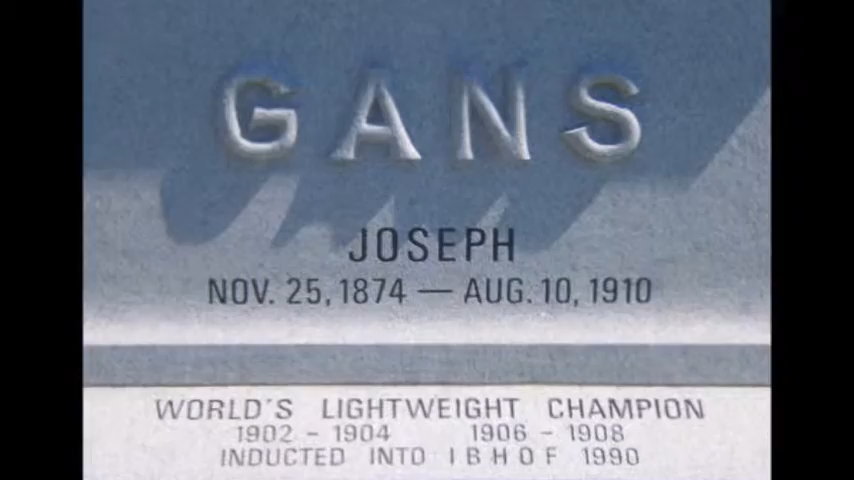 GANS
JOSEPH
NOV. 25, 1874 — AUG. 10, 1910
WORLD'S LIGHTWEIGHT CHAMPION
1902 - 1904 1906 - 1908
INDUCTED INTO I B H O F 1990